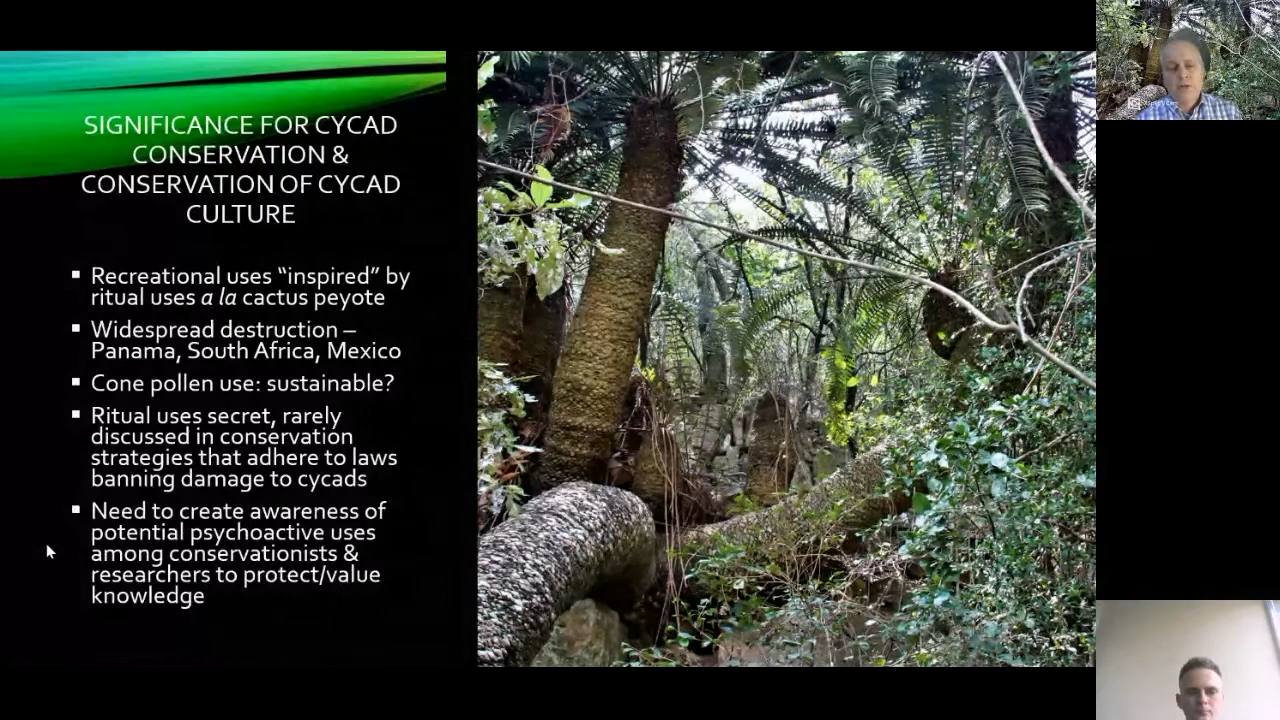 SIGNIFICANCE FOR CYCAD
CONSERVATION &
CONSERVATION OF CYCAD
CULTURE
▪ Recreational uses “inspired” by
ritual uses a la cactus peyote
▪ Widespread destruction –
Panama, South Africa, Mexico
▪ Cone pollen use: sustainable?
▪ Ritual uses secret, rarely
discussed in conservation
strategies that adhere to laws
banning damage to cycads
▪ Need to create awareness of
potential psychoactive uses
among conservationists &
researchers to protect/value
knowledge